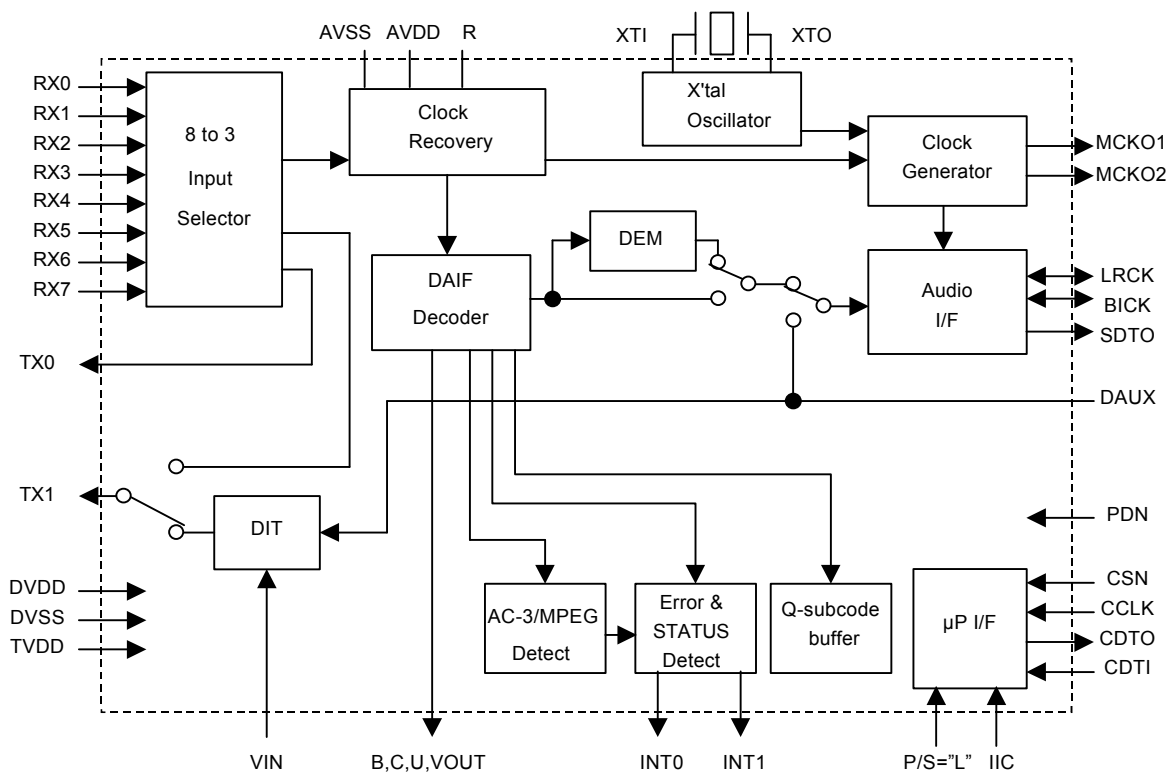 AVSS AVDD R
XTI XTO
RX0
RX1
RX2
RX3
RX4
RX5
RX6
RX7
8 to 3
Input
Selector
Clock
Recovery
X'tal
Oscillator
Clock
Generator
MCKO1
MCKO2
DEM
DAIF
Decoder
Audio
I/F
LRCK
BICK
SDTO
TX0
DAUX
TX1
DIT
PDN
DVDD
DVSS
TVDD
AC-3/MPEG
Detect
Error &
STATUS
Detect
Q-subcode
buffer
µP I/F
CSN
CCLK
CDTO
CDTI
VIN
B,C,U,VOUT
INT0
INT1
P/S="L"
IIC